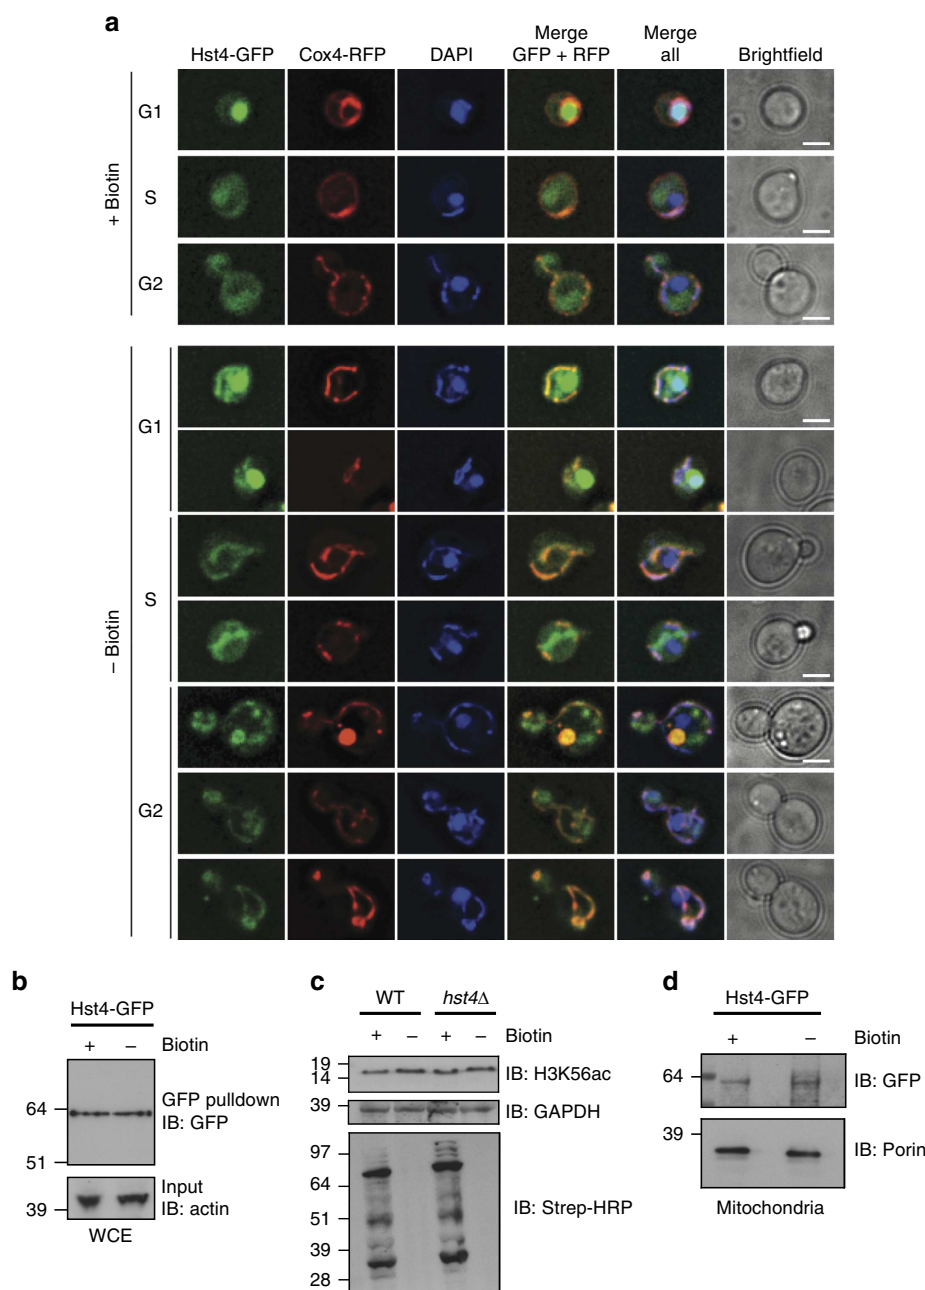 a
Hst4-GFP Cox4-RFP DAPI Merge GFP + RFP Merge all Brightfield
+ Biotin
G1
S
G2
– Biotin
G1
S
G2
b
Hst4-GFP
+ – Biotin
64
51
GFP pulldown
IB: GFP
39
Input
IB: actin
WCE
c
WT hst4Δ
+ – + – Biotin
19
14
IB: H3K56ac
39
IB: GAPDH
97
64
51
39
28
IB: Strep-HRP
d
Hst4-GFP
+ – Biotin
64
IB: GFP
39
IB: Porin
Mitochondria